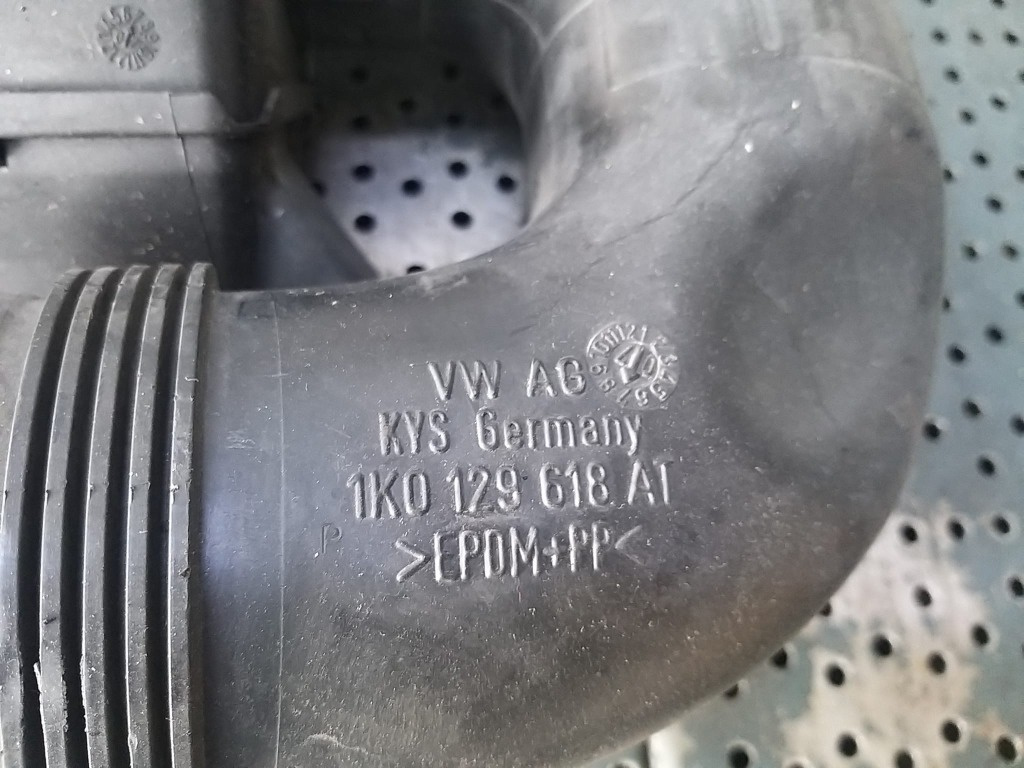 VW AG
KYS Germany
1K0 129 618 AT
P
>EPDM+PP<